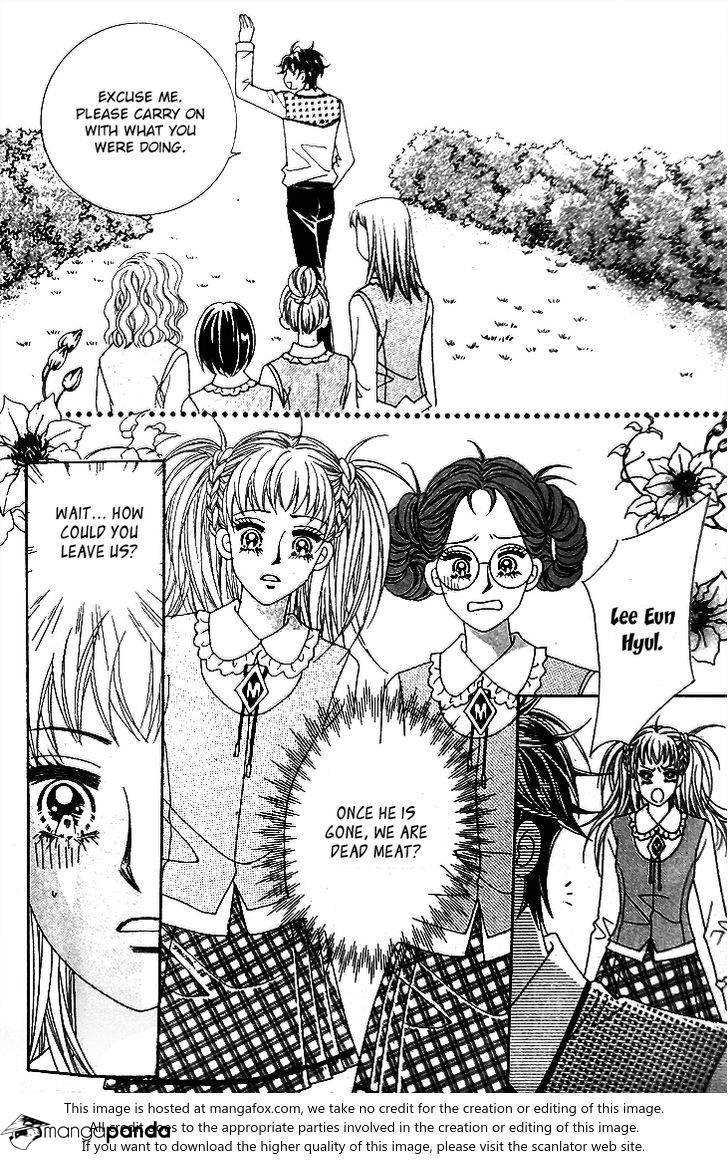 EXCUSE ME.
PLEASE CARRY ON
WITH WHAT YOU
WERE DOING.
WAIT... HOW
COULD YOU
LEAVE US?
Lee Eun
Hyul.
M
M
ONCE HE IS
GONE, WE ARE
DEAD MEAT?
This image is hosted at mangafox.com, we take no credit for the creation or editing of this image.
All credit goes to the appropriate parties involved in the creation or editing of this image.
If you want to download the higher quality of this image, please visit the scanlator web site.
mangapanda